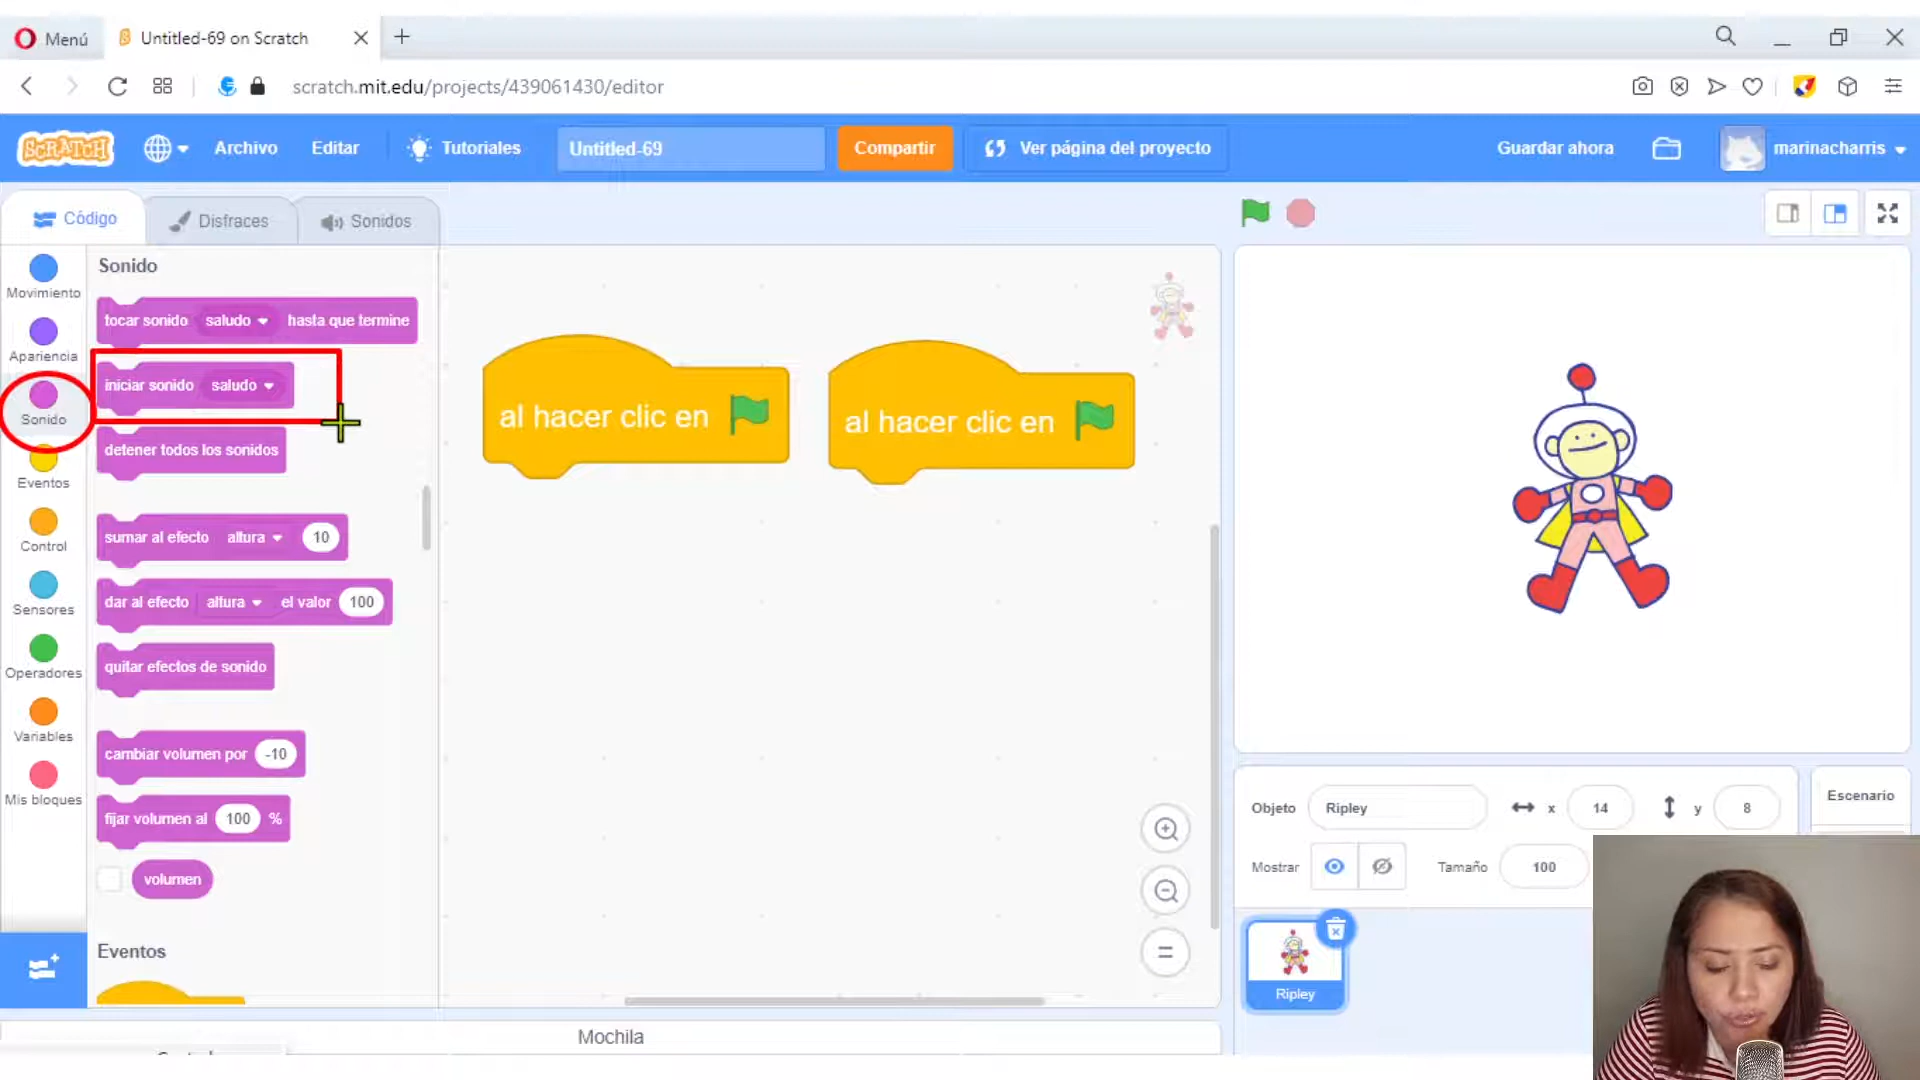 Menú
Untitled-69 on Scratch
scratch.mit.edu/projects/439061430/editor
SCRATCH
Archivo
Editar
Tutoriales
Untitled-69
Compartir
Ver página del proyecto
Guardar ahora
marinacharris
Código
Disfraces
Sonidos
Movimiento
Apariencia
Sonido
Eventos
Control
Sensores
Operadores
Variables
Mis bloques
Sonido
tocar sonido saludo hasta que termine
iniciar sonido saludo
detener todos los sonidos
sumar al efecto altura 10
dar al efecto altura el valor 100
quitar efectos de sonido
cambiar volumen por -10
fijar volumen al 100 %
volumen
Eventos
al hacer clic en
al hacer clic en
Mochila
Objeto Ripley x 14 y 8
Mostrar Tamaño 100
Escenario
Ripley